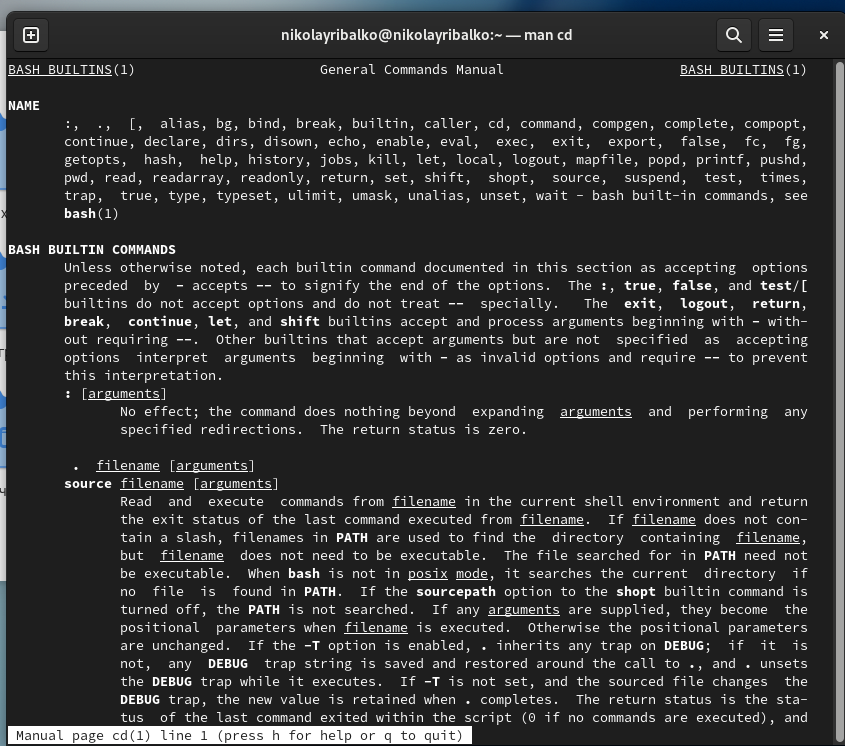 nikolayribalko@nikolayribalko:~ — man cd
BASH BUILTINS(1) General Commands Manual BASH BUILTINS(1)
NAME
:, ., [, alias, bg, bind, break, builtin, caller, cd, command, compgen, complete, compopt,
continue, declare, dirs, disown, echo, enable, eval, exec, exit, export, false, fc, fg,
getopts, hash, help, history, jobs, kill, let, local, logout, mapfile, popd, printf, pushd,
pwd, read, readarray, readonly, return, set, shift, shopt, source, suspend, test, times,
trap, true, type, typeset, ulimit, umask, unalias, unset, wait - bash built-in commands, see
bash(1)
BASH BUILTIN COMMANDS
Unless otherwise noted, each builtin command documented in this section as accepting options
preceded by - accepts -- to signify the end of the options. The :, true, false, and test/[
builtins do not accept options and do not treat -- specially. The exit, logout, return,
break, continue, let, and shift builtins accept and process arguments beginning with - with-
out requiring --. Other builtins that accept arguments but are not specified as accepting
options interpret arguments beginning with - as invalid options and require -- to prevent
this interpretation.
: [arguments]
No effect; the command does nothing beyond expanding arguments and performing any
specified redirections. The return status is zero.
. filename [arguments]
source filename [arguments]
Read and execute commands from filename in the current shell environment and return
the exit status of the last command executed from filename. If filename does not con-
tain a slash, filenames in PATH are used to find the directory containing filename,
but filename does not need to be executable. The file searched for in PATH need not
be executable. When bash is not in posix mode, it searches the current directory if
no file is found in PATH. If the sourcepath option to the shopt builtin command is
turned off, the PATH is not searched. If any arguments are supplied, they become the
positional parameters when filename is executed. Otherwise the positional parameters
are unchanged. If the -T option is enabled, . inherits any trap on DEBUG; if it is
not, any DEBUG trap string is saved and restored around the call to ., and . unsets
the DEBUG trap while it executes. If -T is not set, and the sourced file changes the
DEBUG trap, the new value is retained when . completes. The return status is the sta-
tus of the last command exited within the script (0 if no commands are executed), and
Manual page cd(1) line 1 (press h for help or q to quit)